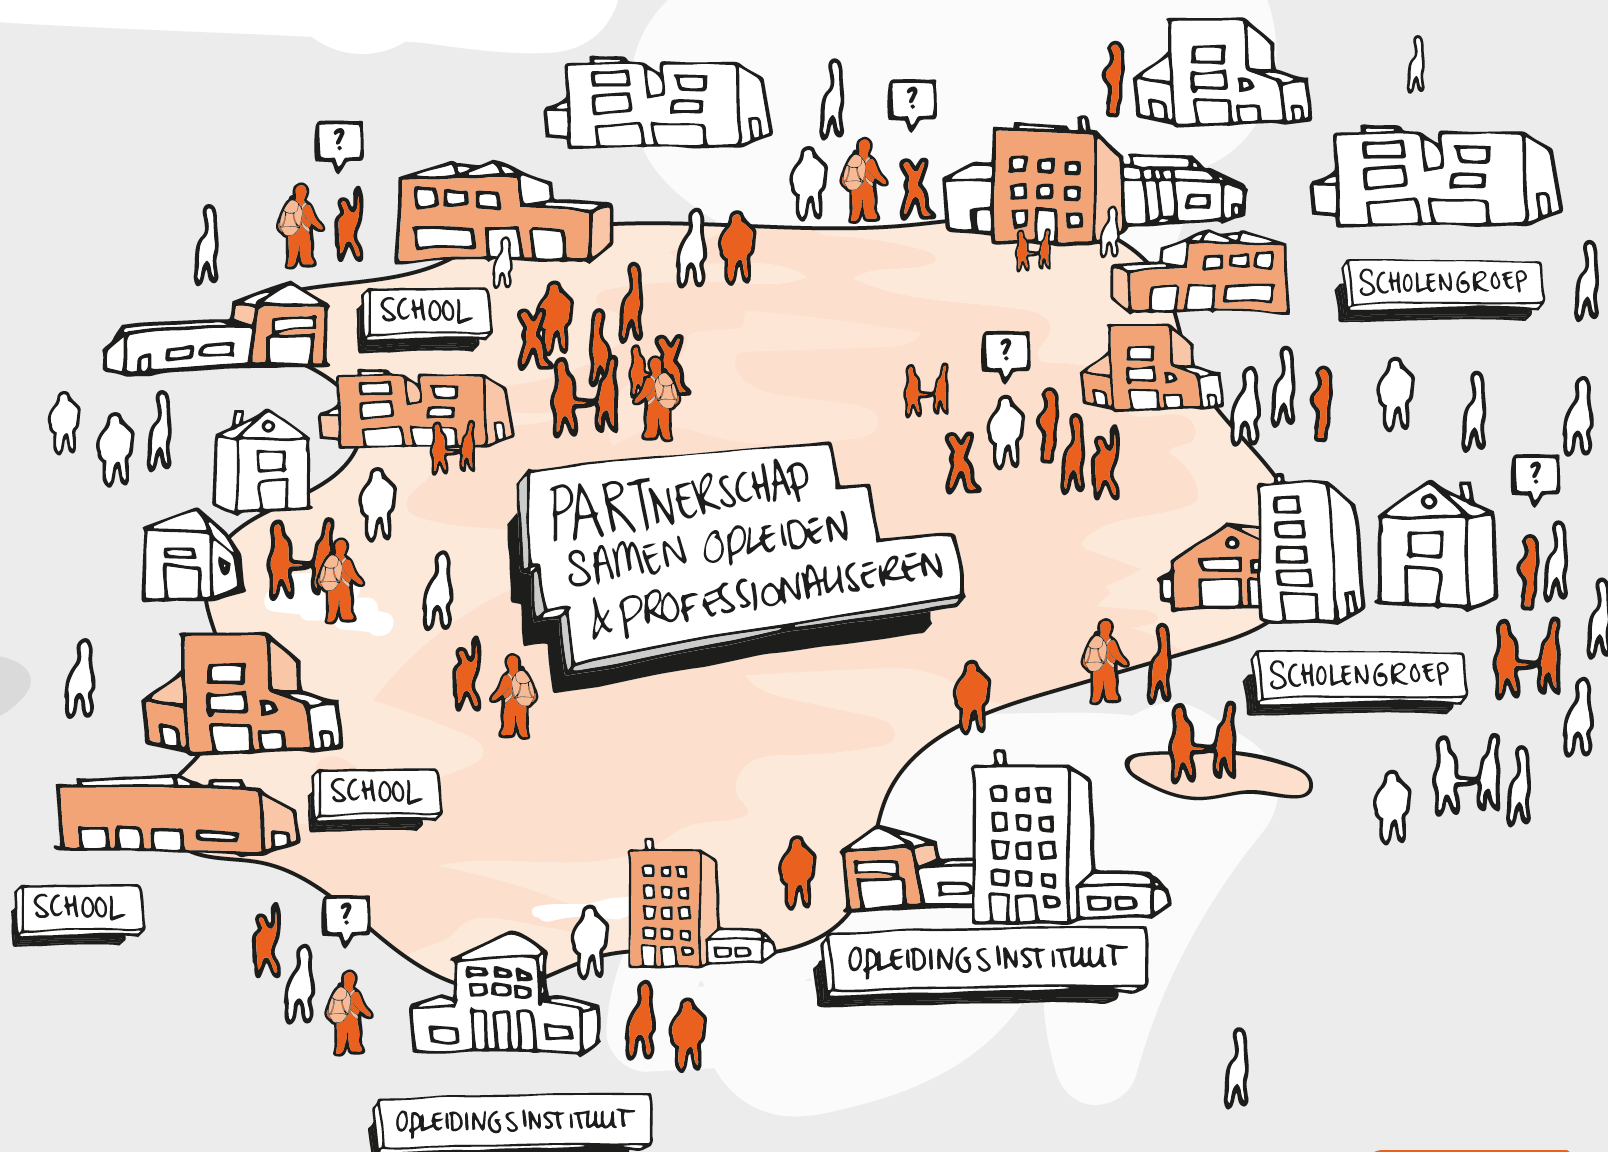 ?
?
SCHOLENGROEP
SCHOOL
?
PARTNERSCHAP
SAMEN OPLEIDEN
& PROFESSIONALISEREN
?
SCHOLENGROEP
SCHOOL
SCHOOL
?
OPLEIDINGSINSTITUUT
OPLEIDINGSINSTITUUT